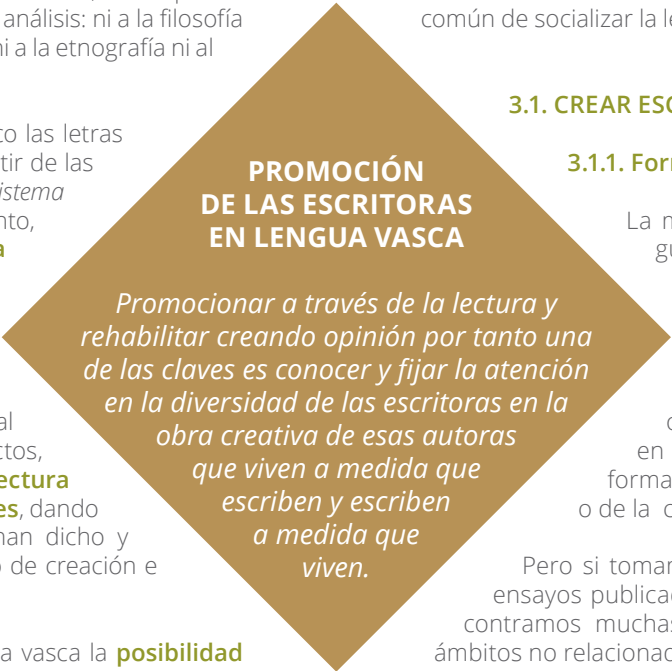 análisis: ni a la filosofía
ni a la etnografía ni al
co las letras
tir de las
istema
nto,
a
al
ctos,
ectura
es, dando
han dicho y
o de creación e
a vasca la posibilidad
PROMOCIÓN
DE LAS ESCRITORAS
EN LENGUA VASCA
Promocionar a través de la lectura y
rehabilitar creando opinión por tanto una
de las claves es conocer y fijar la atención
en la diversidad de las escritoras en la
obra creativa de esas autoras
que viven a medida que
escriben y escriben
a medida que
viven.
común de socializar la le
3.1. CREAR ESC
3.1.1. For
La m
gu
en
forma
o de la c
Pero si tomar
ensayos publicad
contramos muchas
ámbitos no relacionad